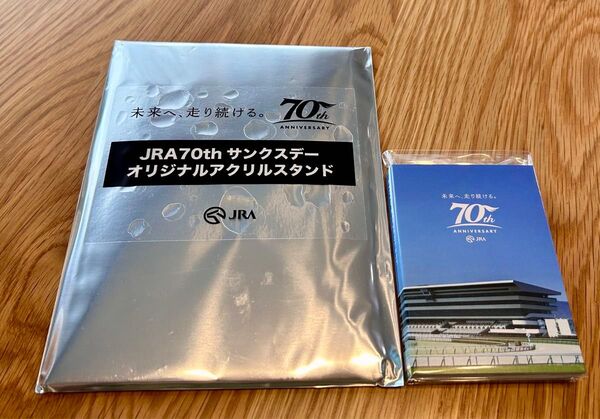 未来へ、走り続ける。
70th
ANNIVERSARY
JRA70th サンクスデー
オリジナルアクリルスタンド
JRA
未来へ、走り続ける。
70th
ANNIVERSARY
JRA